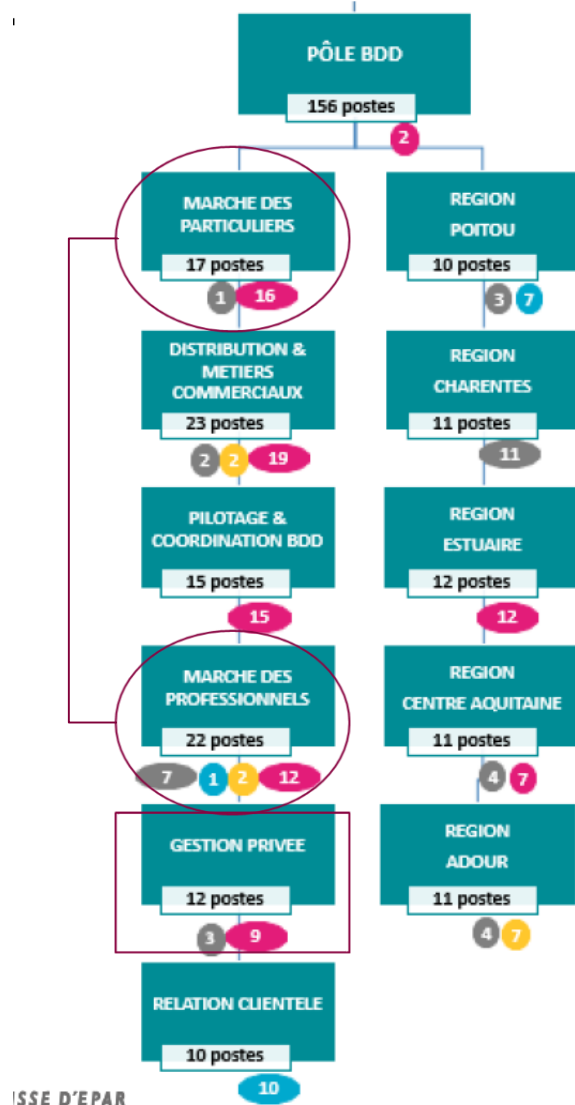 PÔLE BDD
156 postes
2
MARCHE DES
PARTICULIERS
17 postes
1 16
DISTRIBUTION &
METIERS
COMMERCIAUX
23 postes
2 2 19
PILOTAGE &
COORDINATION BDD
15 postes
15
MARCHE DES
PROFESSIONNELS
22 postes
7 1 2 12
GESTION PRIVEE
12 postes
3 9
RELATION CLIENTELE
10 postes
10
REGION
POITOU
10 postes
3 7
REGION
CHARENTES
11 postes
11
REGION
ESTUAIRE
12 postes
12
REGION
CENTRE AQUITAINE
11 postes
4 7
REGION
ADOUR
11 postes
4 7
ISSE D'EPAR